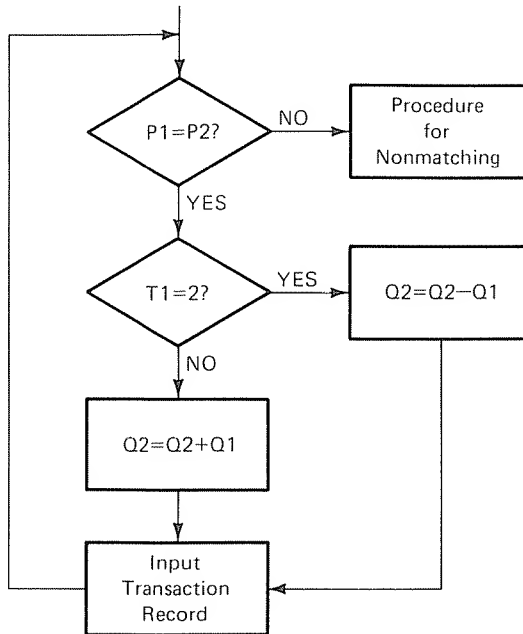 P1=P2?
NO
Procedure
for
Nonmatching
YES
T1=2?
YES
Q2=Q2−Q1
NO
Q2=Q2+Q1
Input
Transaction
Record